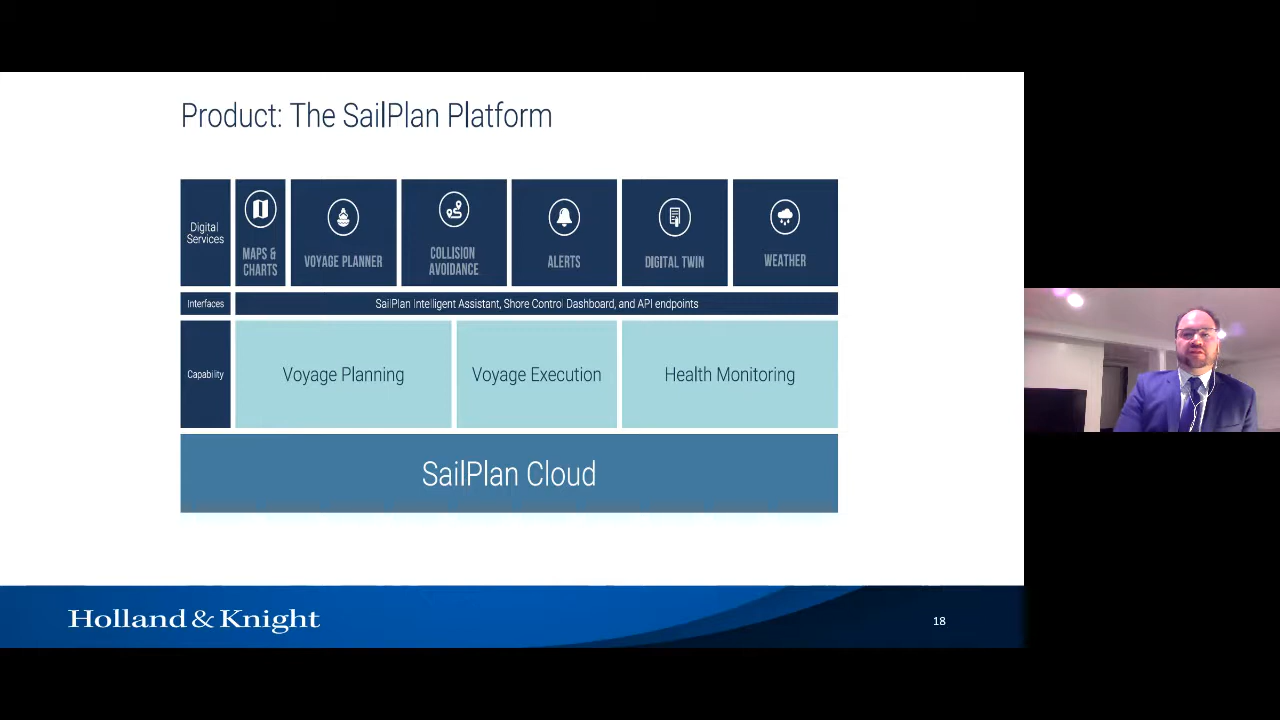 Product: The SailPlan Platform
Digital
Services
MAPS &
CHARTS
VOYAGE PLANNER
COLLISION
AVOIDANCE
ALERTS
DIGITAL TWIN
WEATHER
Interfaces
SailPlan Intelligent Assistant, Shore Control Dashboard, and API endpoints
Capability
Voyage Planning
Voyage Execution
Health Monitoring
SailPlan Cloud
Holland & Knight
18